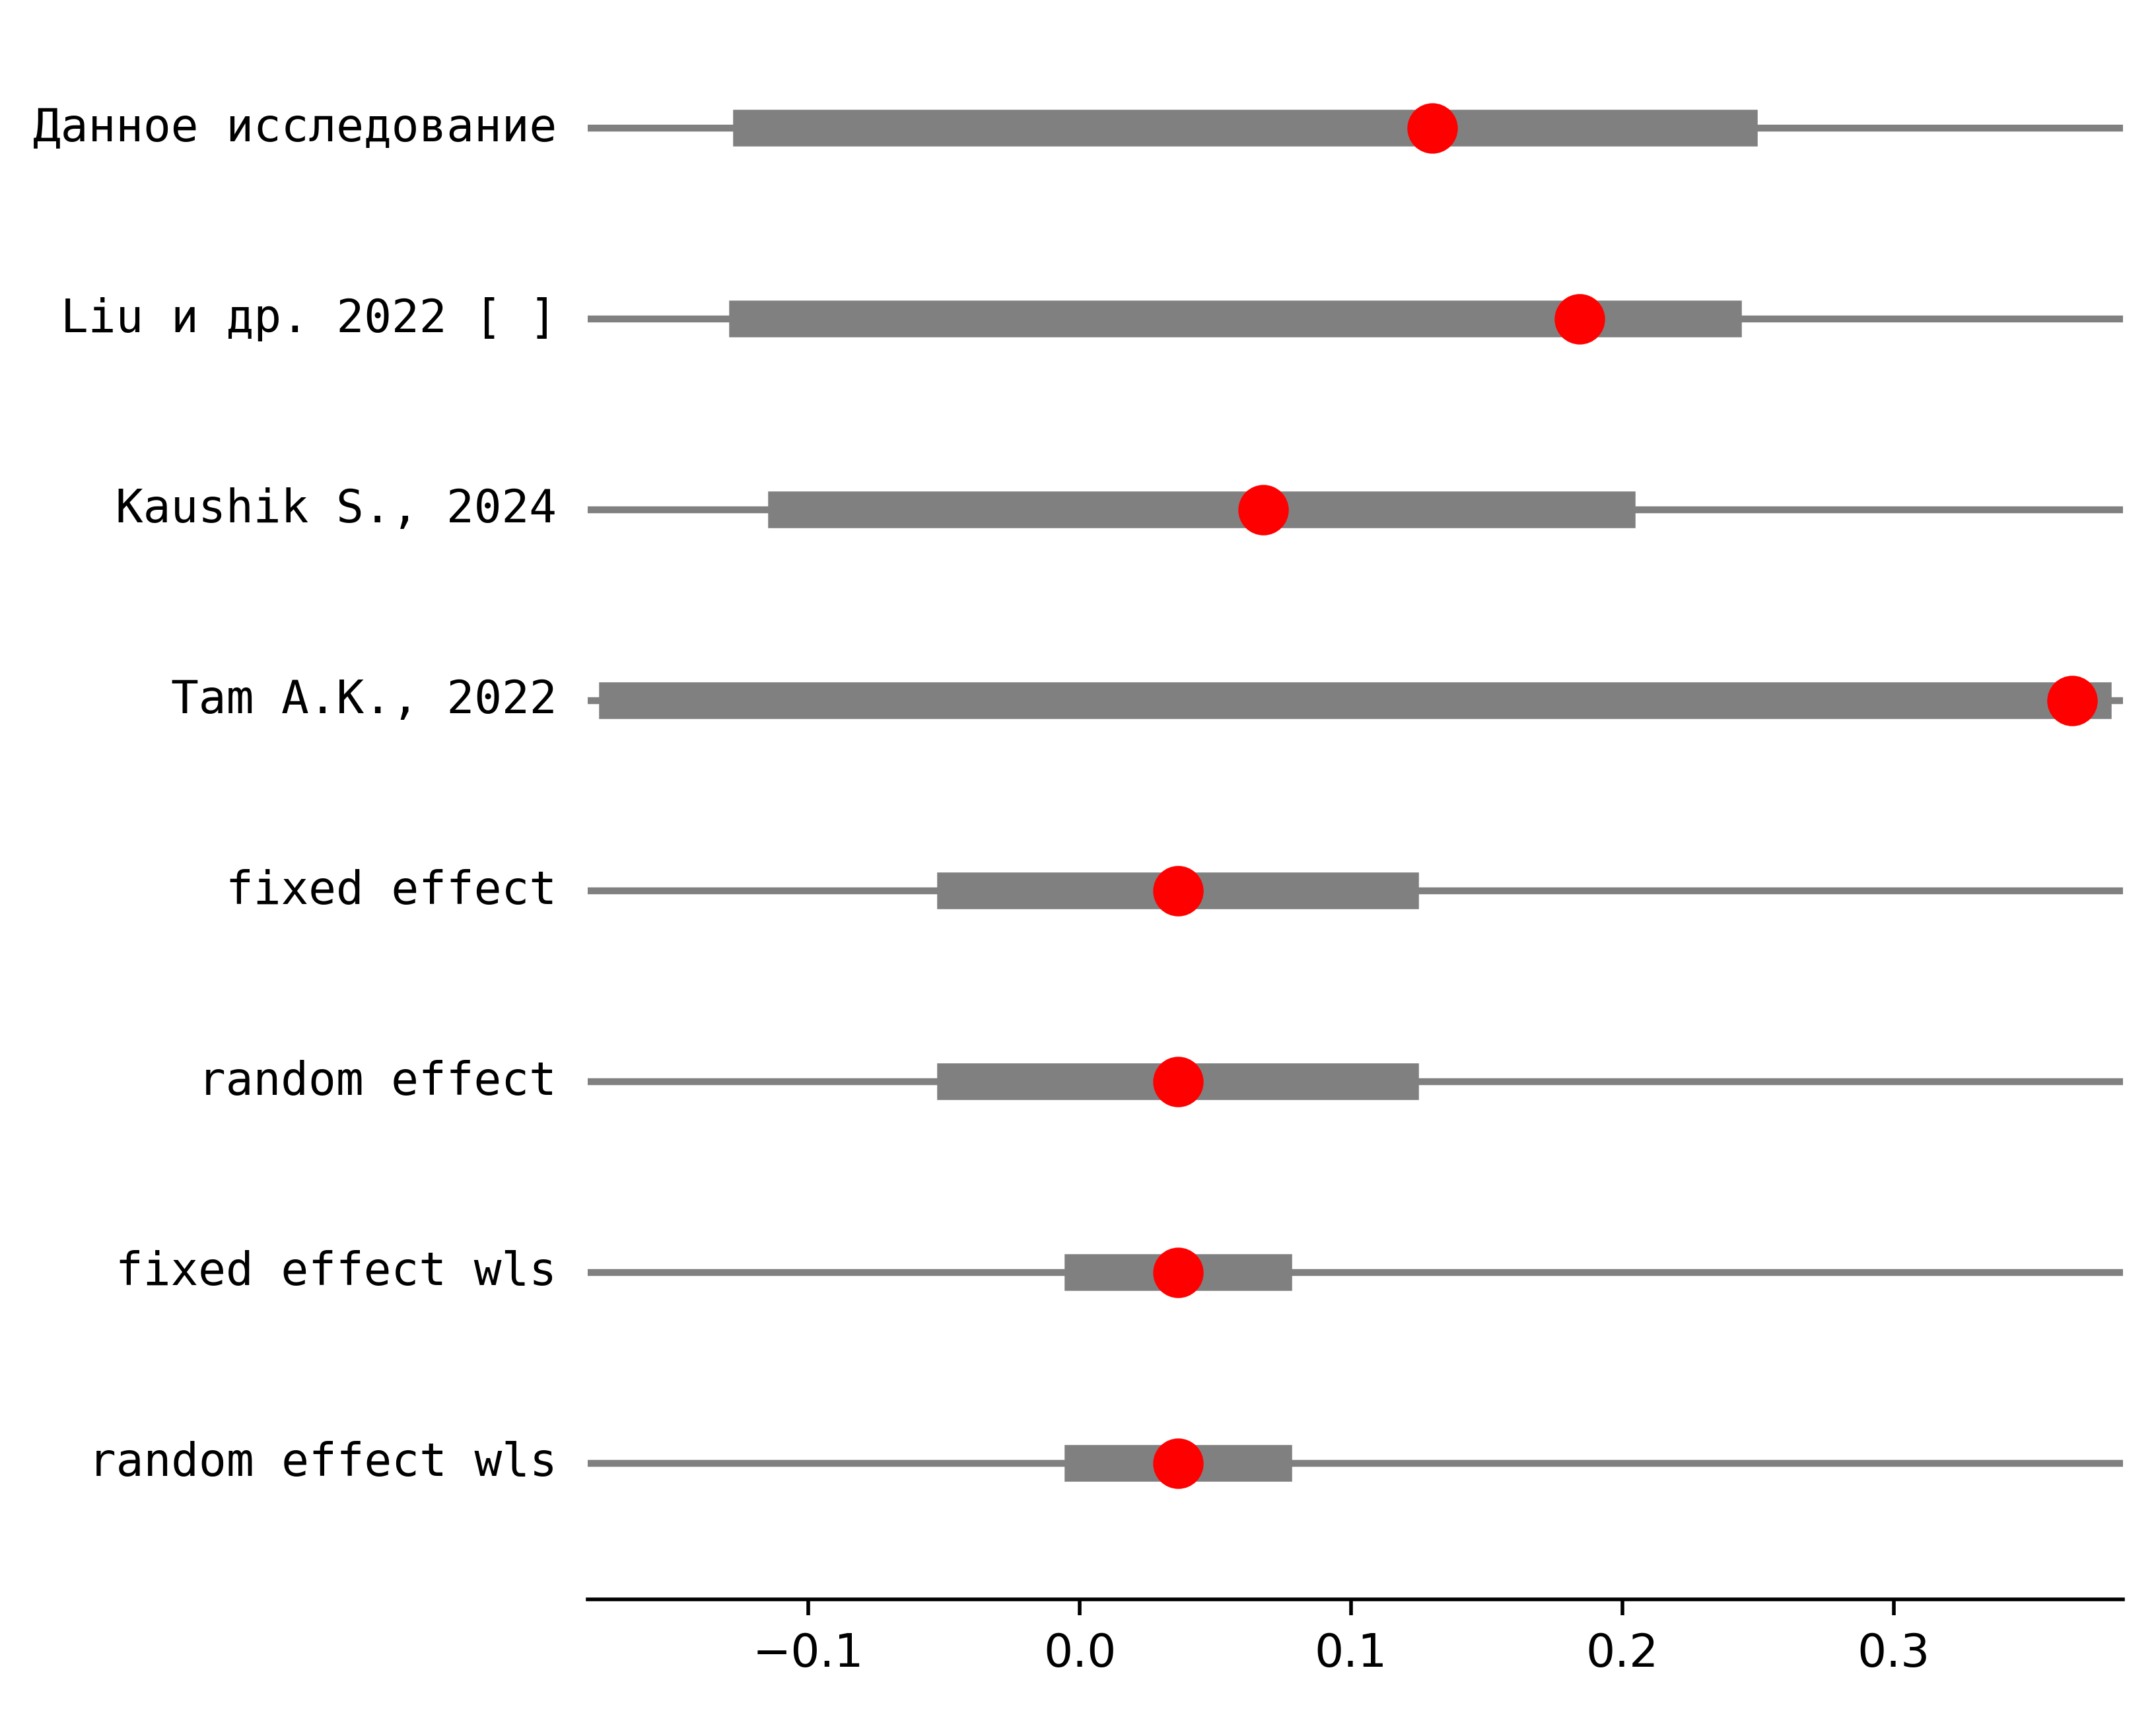 Данное исследование
Liu и др. 2022 [ ]
Kaushik S., 2024
Tam A.K., 2022
fixed effect
random effect
fixed effect wls
random effect wls
−0.1 0.0 0.1 0.2 0.3